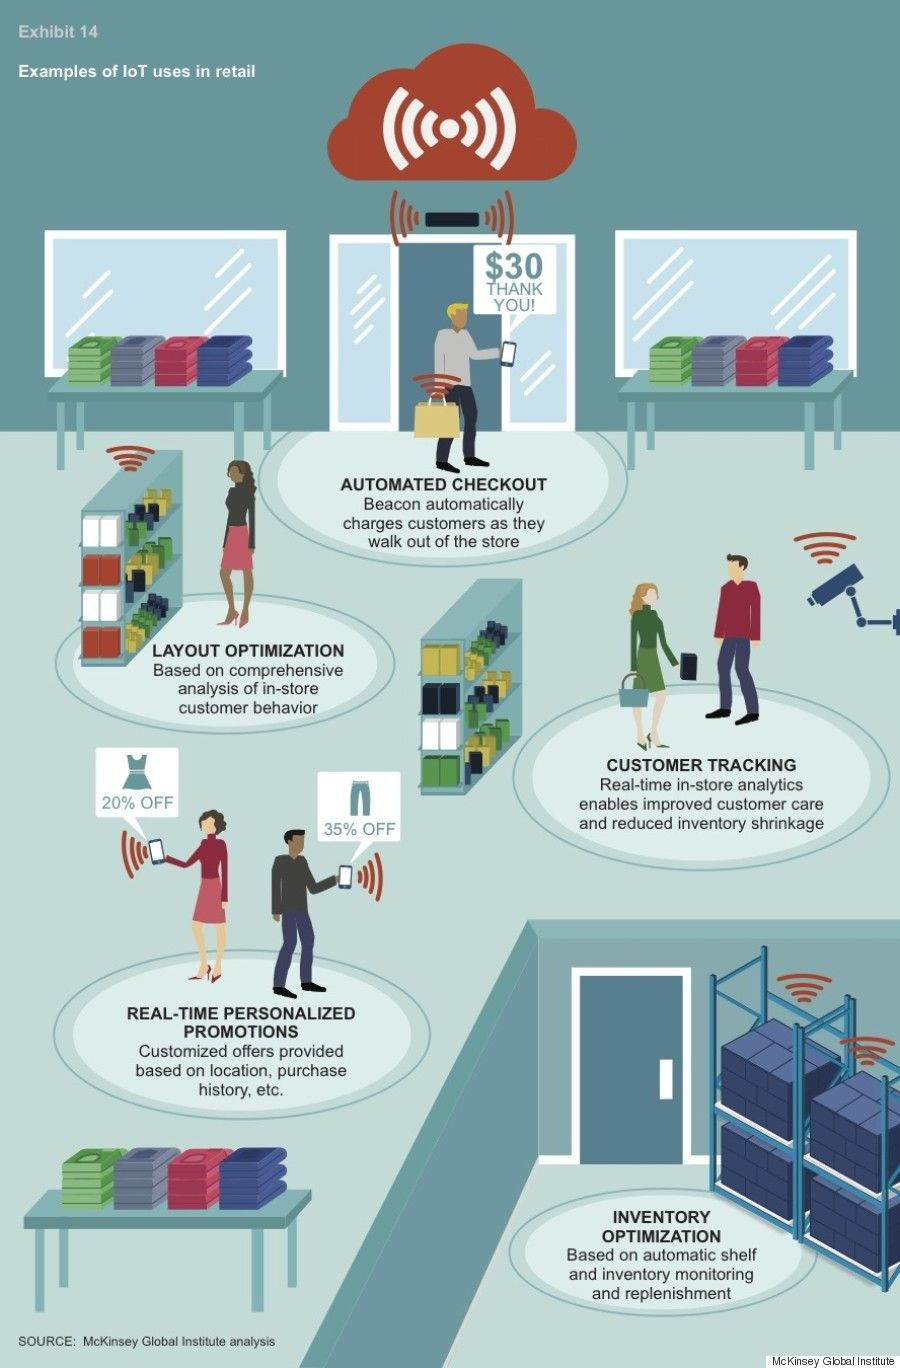 Exhibit 14
Examples of IoT uses in retail
$30
THANK
YOU!
AUTOMATED CHECKOUT
Beacon automatically
charges customers as they
walk out of the store
LAYOUT OPTIMIZATION
Based on comprehensive
analysis of in-store
customer behavior
CUSTOMER TRACKING
Real-time in-store analytics
enables improved customer care
and reduced inventory shrinkage
20% OFF
35% OFF
REAL-TIME PERSONALIZED
PROMOTIONS
Customized offers provided
based on location, purchase
history, etc.
INVENTORY
OPTIMIZATION
Based on automatic shelf
and inventory monitoring
and replenishment
SOURCE: McKinsey Global Institute analysis
McKinsey Global Institute